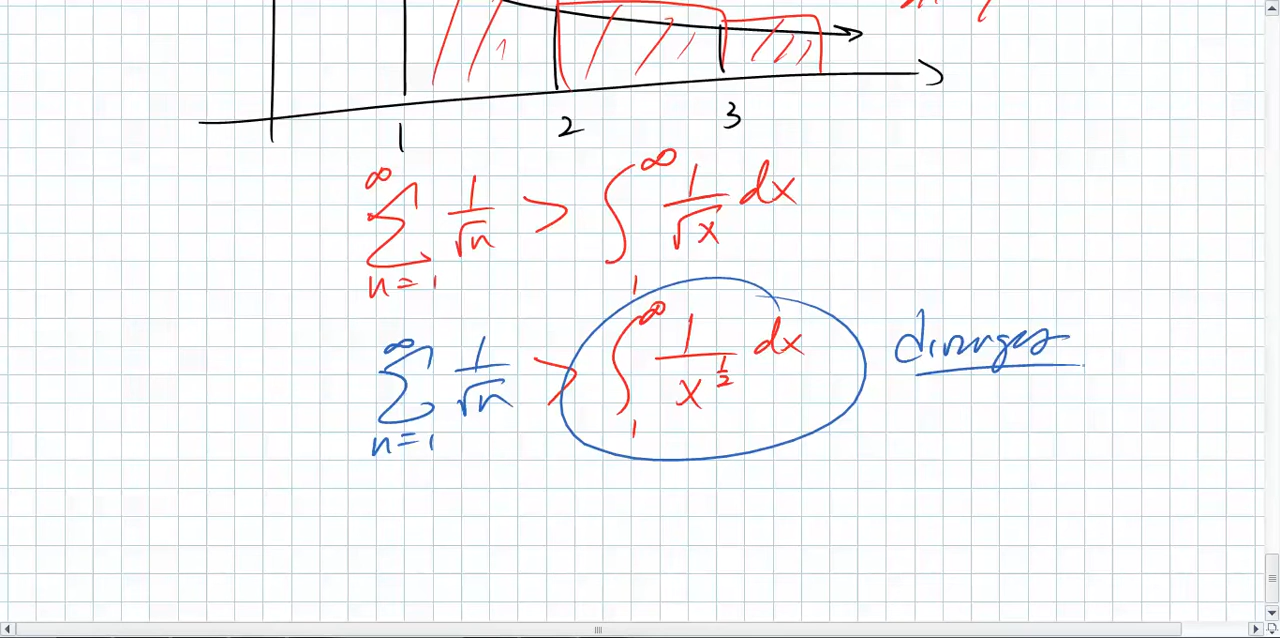 1 2 3
∞ ∑ n=1 1/√n > ∫ 1 ∞ 1/√x dx
∞ ∑ n=1 1/√n > ∫ 1 ∞ 1/x^(1/2) dx diverges